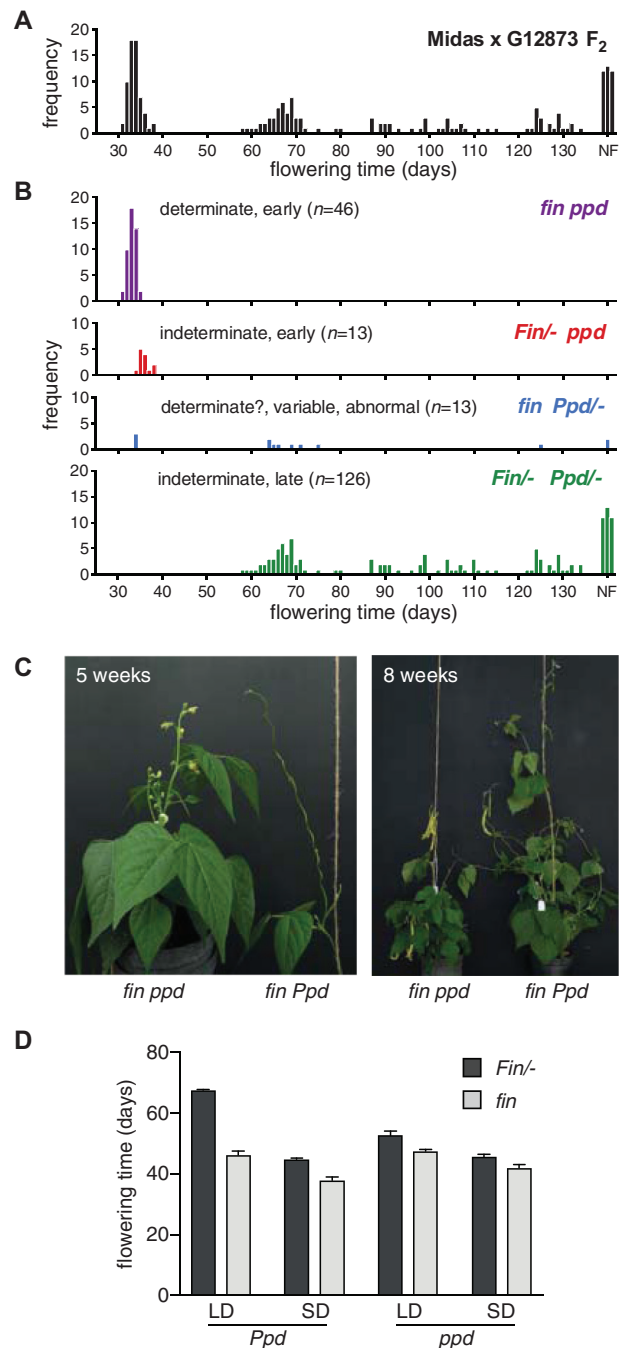 A
Midas x G12873 F2
frequency
20
15
10
5
0
30 40 50 60 70 80 90 100 110 120 130 NF
flowering time (days)
B
20
15
10
5
0
determinate, early (n=46)
fin ppd
frequency
10
5
0
indeterminate, early (n=13)
Fin/- ppd
10
5
0
determinate?, variable, abnormal (n=13)
fin Ppd/-
20
15
10
5
0
indeterminate, late (n=126)
Fin/- Ppd/-
30 40 50 60 70 80 90 100 110 120 130 NF
flowering time (days)
C
5 weeks
8 weeks
fin ppd fin Ppd
fin ppd fin Ppd
D
flowering time (days)
80
60
40
20
0
Fin/-
fin
LD SD LD SD
Ppd ppd